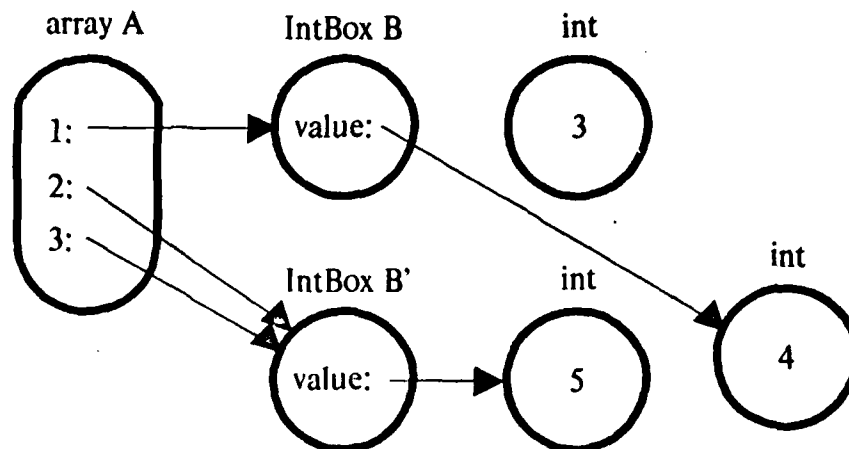 array A
IntBox B
int
1:
value:
3
2:
3:
IntBox B'
int
int
value:
5
4